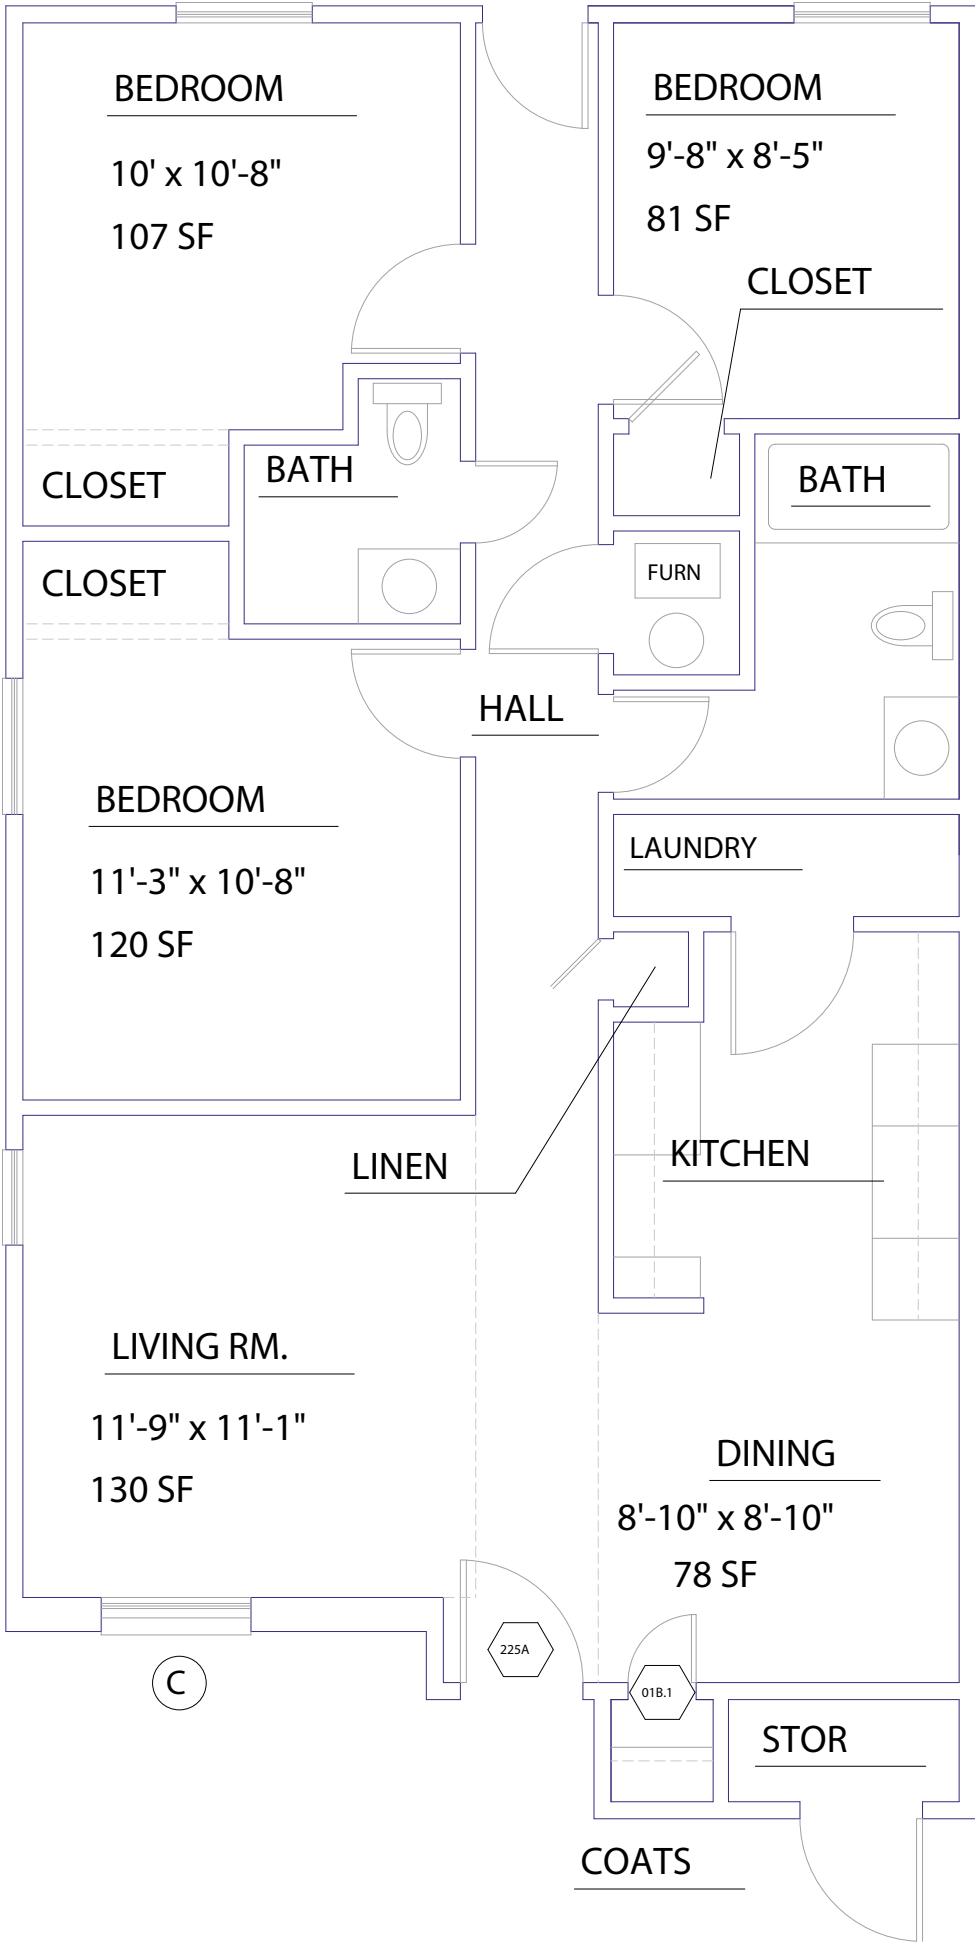 BEDROOM
10' x 10'-8"
107 SF
BEDROOM
9'-8" x 8'-5"
81 SF
CLOSET
CLOSET
BATH
BATH
CLOSET
FURN
HALL
BEDROOM
11'-3" x 10'-8"
120 SF
LAUNDRY
LINEN
KITCHEN
LIVING RM.
11'-9" x 11'-1"
130 SF
DINING
8'-10" x 8'-10"
78 SF
225A
C
01B.1
STOR
COATS